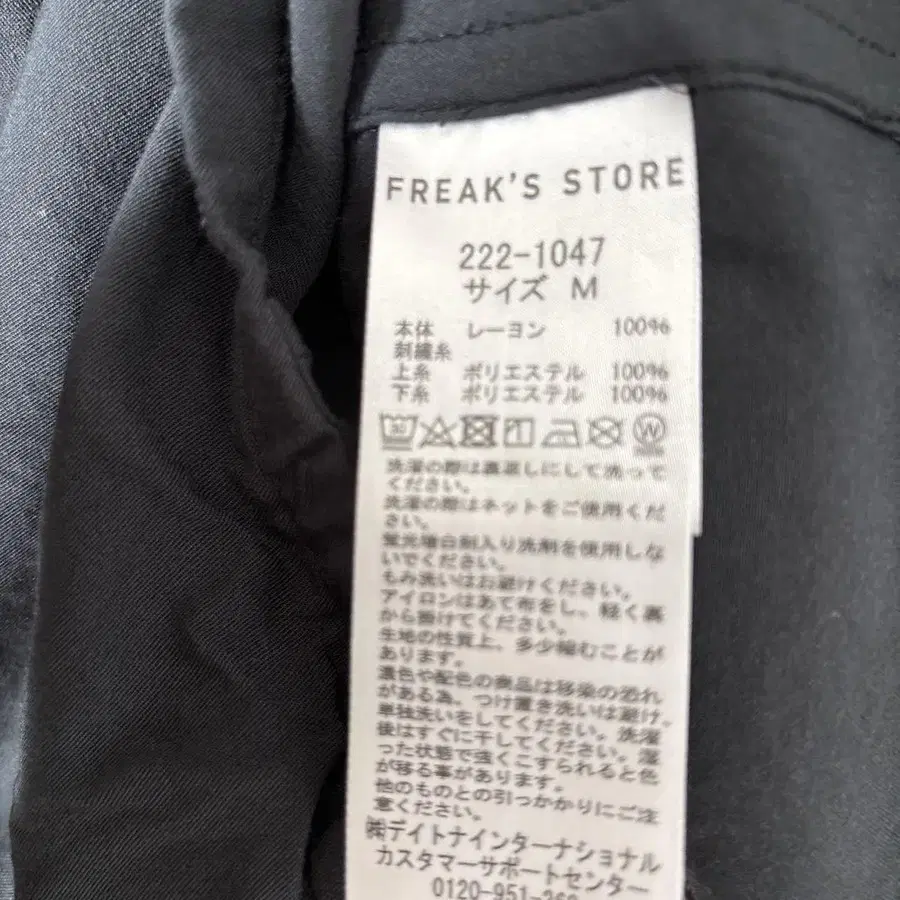 FREAK'S STORE
222-1047
サイズ M
本体 レーヨン 100%
刺繍糸
上糸 ポリエステル 100%
下糸 ポリエステル 100%
洗濯の際は裏返しにして洗って
ください。
洗濯の際はネットをご使用くだ
さい。
蛍光増白剤入り洗剤を使用しな
いでください。
もみ洗いはお避けください。
アイロンはあて布をし、軽く裏
から掛けてください。
生地の性質上、多少縮むことが
あります。
濃色や配色の商品は移染の恐れ
がある為、つけ置き洗いは避け、
単独洗いをしてください。洗濯
後はすぐに干してください。湿
った状態で強くこすられると色
が移る事があります。
他のものとの引っかかりにご注
意ください。
㈱デイトナインターナショナル
カスタマーサポートセンター
0120-951-